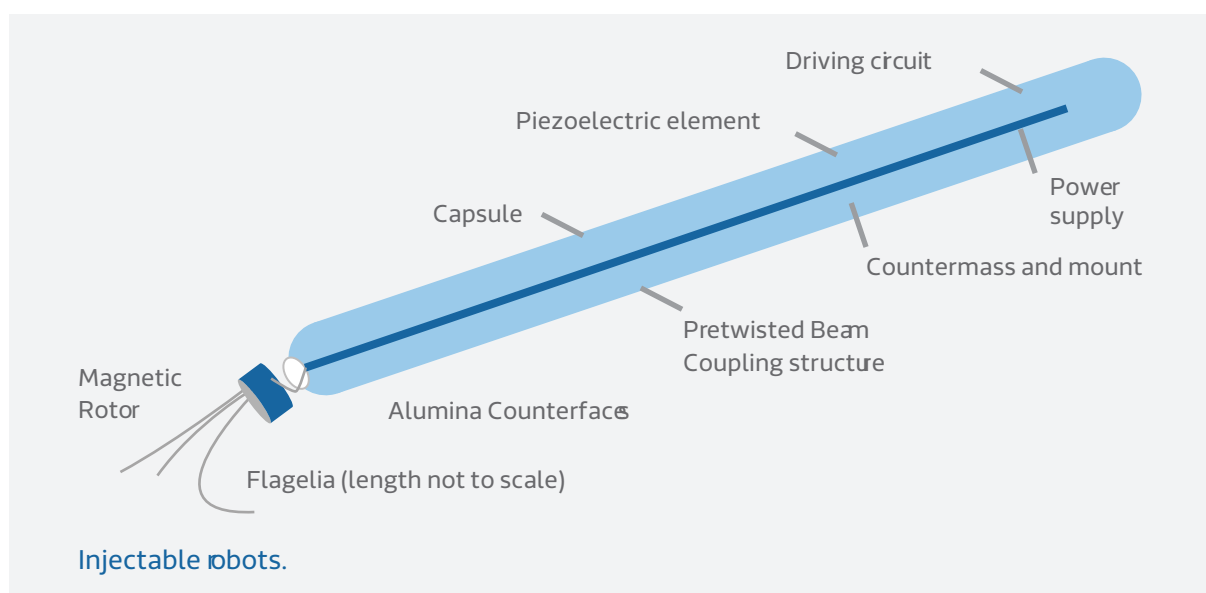 Driving circuit
Piezoelectric element
Capsule
Power
supply
Countermass and mount
Pretwisted Beam
Coupling structure
Magnetic
Rotor
Alumina Counterfaces
Flagelia (length not to scale)
Injectable robots.